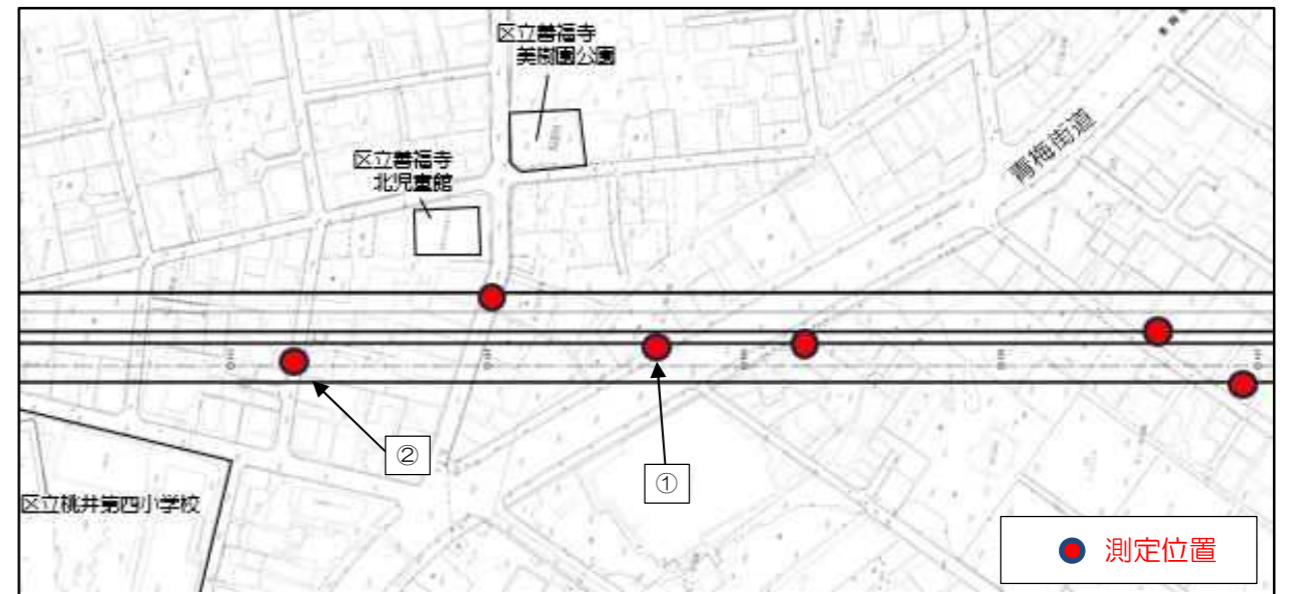 区立善福寺
美樹園公園
区立善福寺
北児童館
青梅街道
②
①
区立桃井第四小学校
測定位置